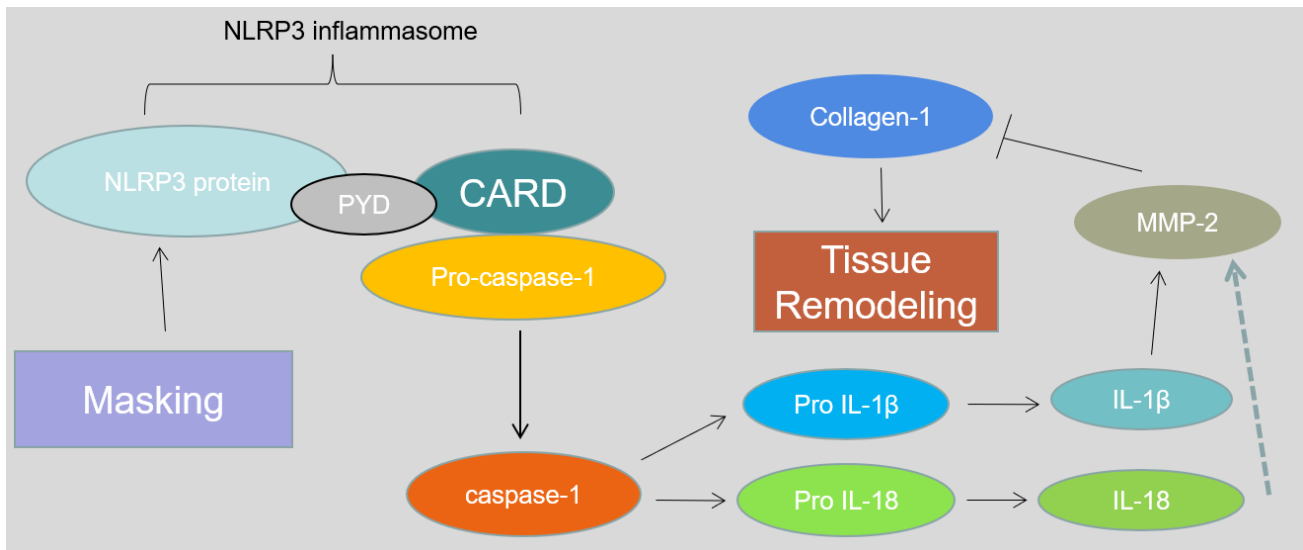 NLRP3 inflammasome
NLRP3 protein
PYD
CARD
Pro-caspase-1
Masking
caspase-1
Collagen-1
Tissue
Remodeling
MMP-2
Pro IL-1β
IL-1β
Pro IL-18
IL-18